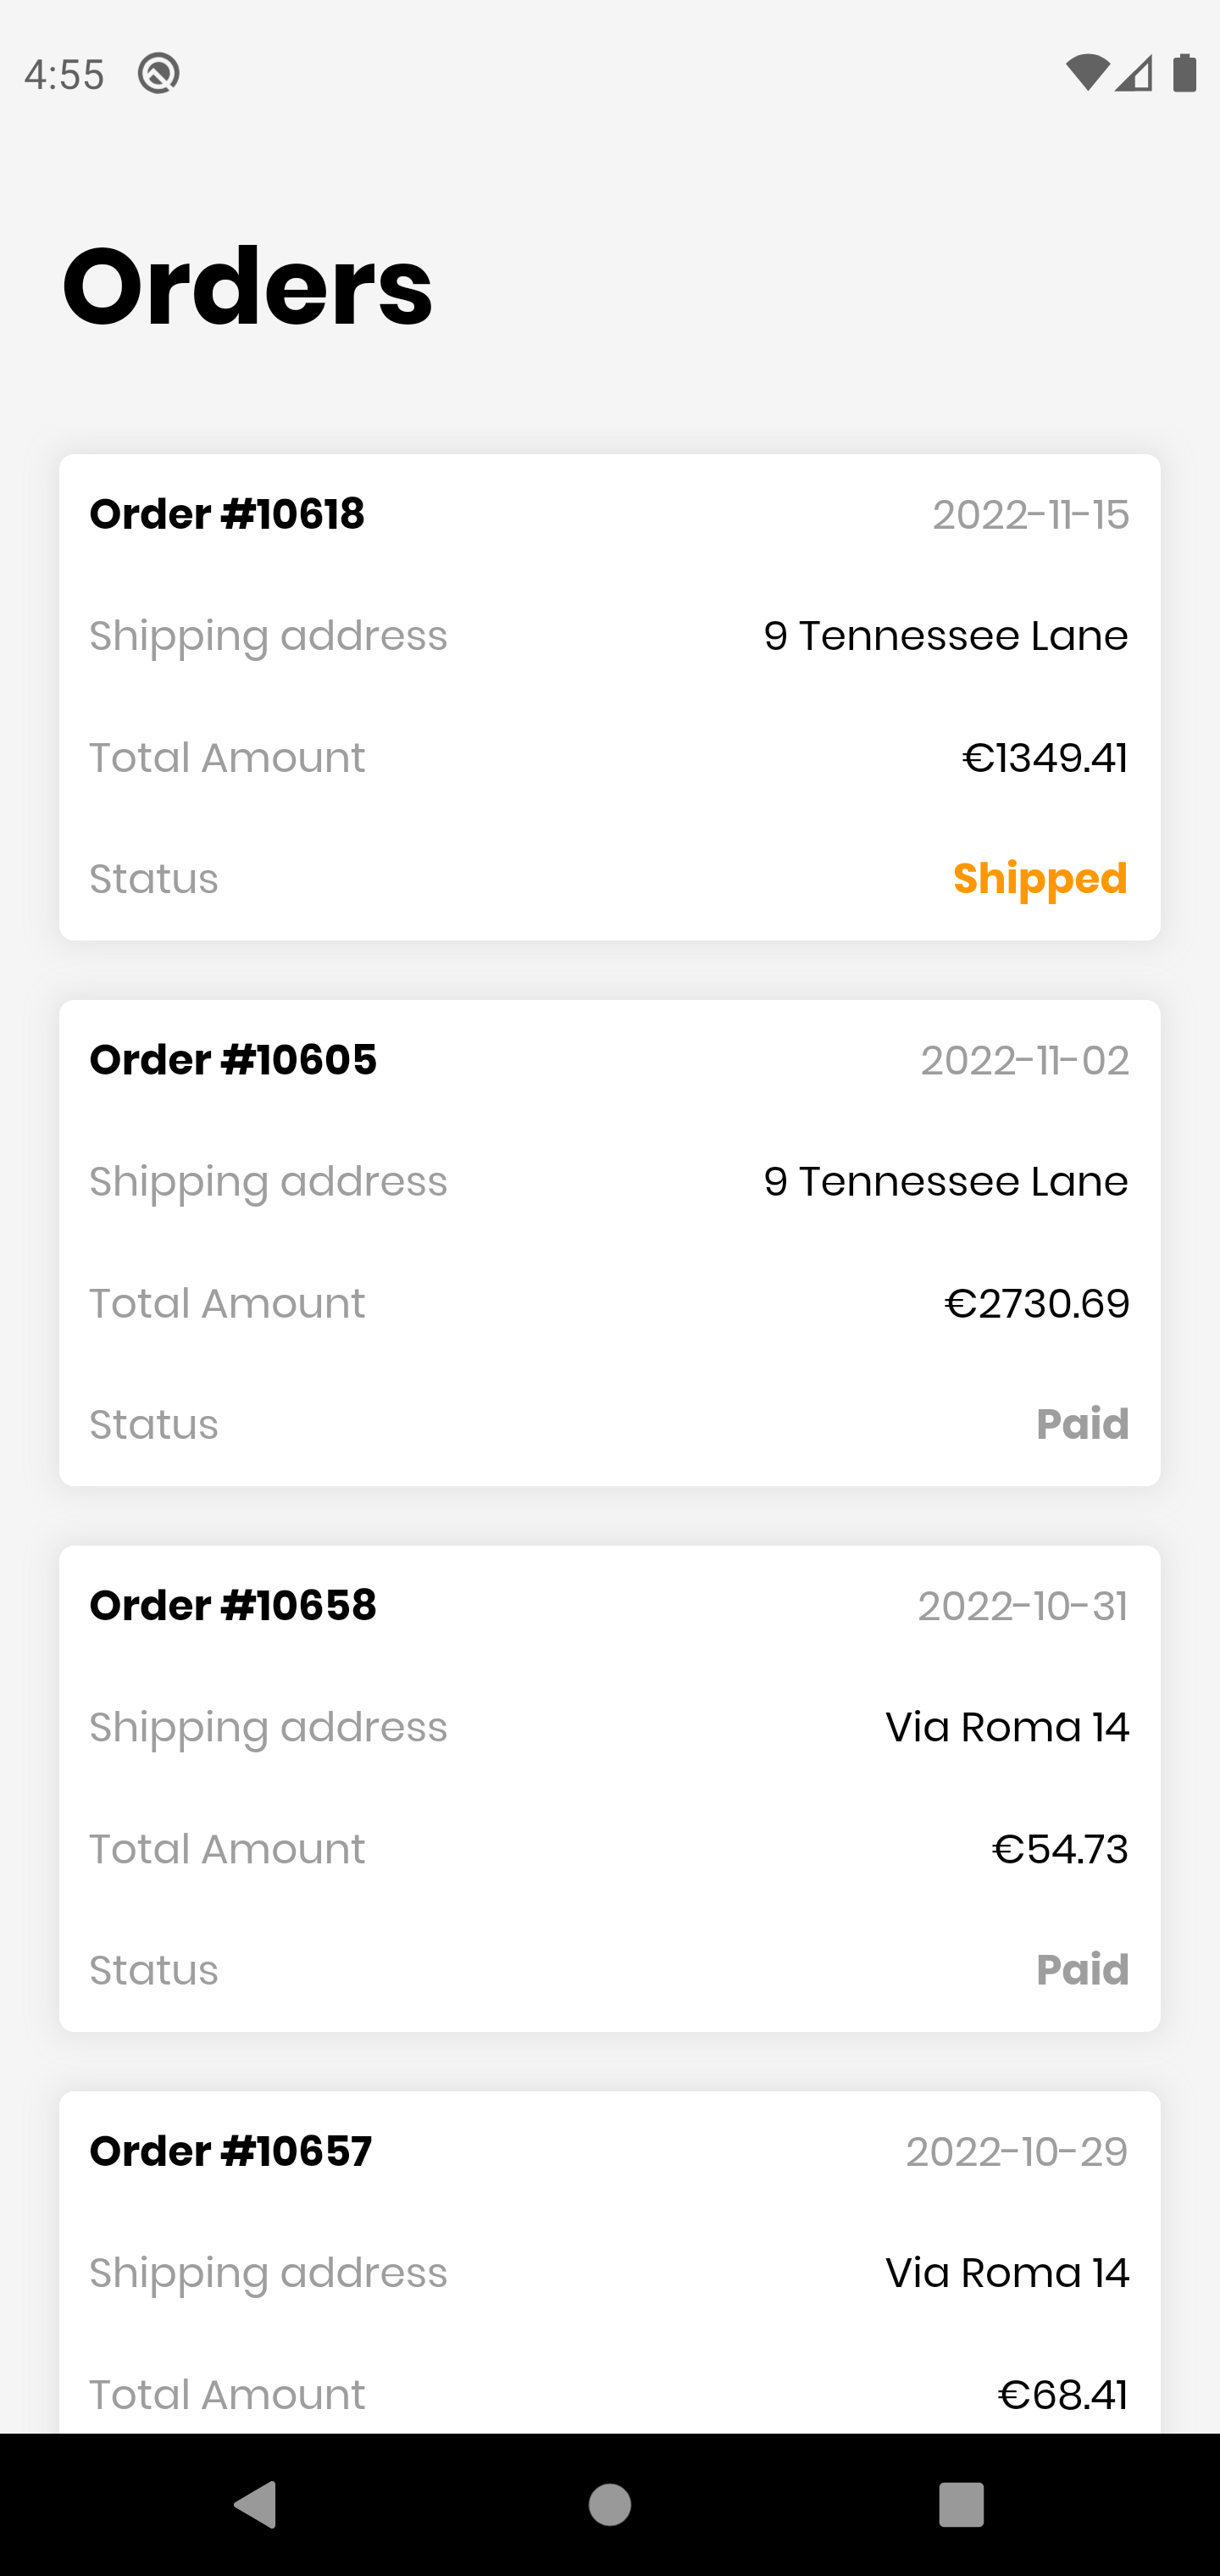 4:55
Orders
Order #10618 2022-11-15
Shipping address 9 Tennessee Lane
Total Amount €1349.41
Status Shipped
Order #10605 2022-11-02
Shipping address 9 Tennessee Lane
Total Amount €2730.69
Status Paid
Order #10658 2022-10-31
Shipping address Via Roma 14
Total Amount €54.73
Status Paid
Order #10657 2022-10-29
Shipping address Via Roma 14
Total Amount €68.41